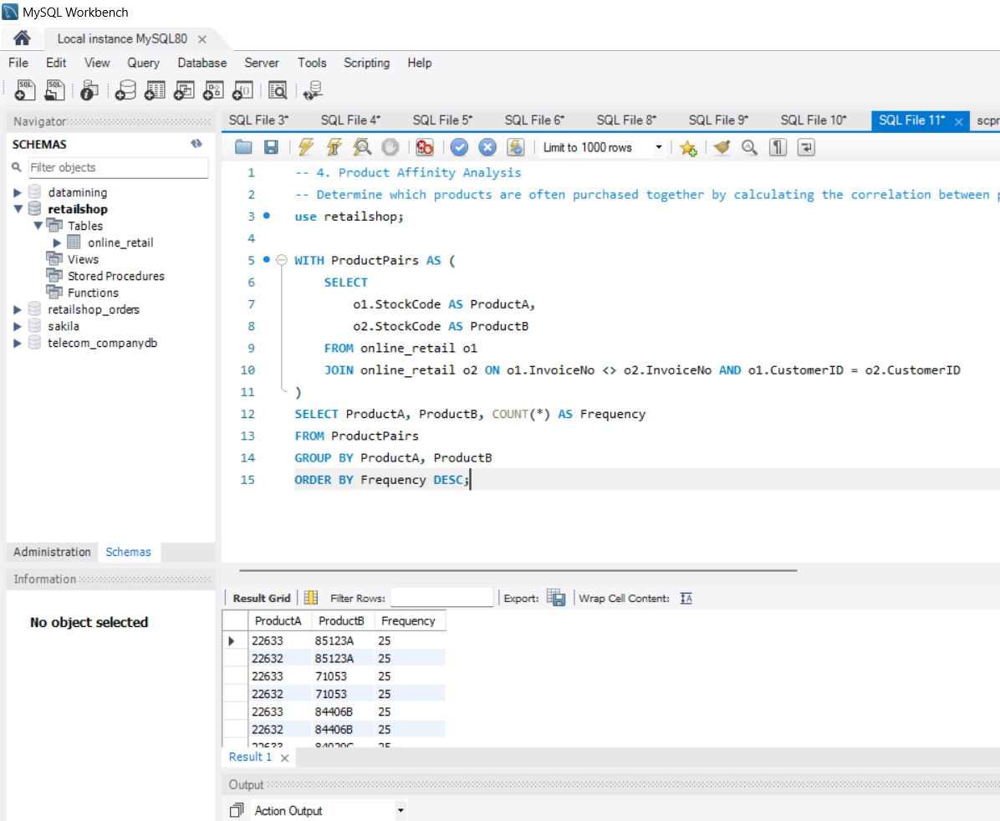 MySQL Workbench
Local instance MySQL80
File Edit View Query Database Server Tools Scripting Help
Navigator
SCHEMAS
Filter objects
datamining
retailshop
Tables
online_retail
Views
Stored Procedures
Functions
retailshop_orders
sakila
telecom_companydb
Administration Schemas
Information
No object selected
SQL File 3* SQL File 4* SQL File 5* SQL File 6* SQL File 8* SQL File 9* SQL File 10* SQL File 11*
Limit to 1000 rows
1 -- 4. Product Affinity Analysis
2 -- Determine which products are often purchased together by calculating the correlation between
3 use retailshop;
4
5 WITH ProductPairs AS (
6 SELECT
7 o1.StockCode AS ProductA,
8 o2.StockCode AS ProductB
9 FROM online_retail o1
10 JOIN online_retail o2 ON o1.InvoiceNo <> o2.InvoiceNo AND o1.CustomerID = o2.CustomerID
11 )
12 SELECT ProductA, ProductB, COUNT(*) AS Frequency
13 FROM ProductPairs
14 GROUP BY ProductA, ProductB
15 ORDER BY Frequency DESC;
Result Grid Filter Rows: Export: Wrap Cell Content:
ProductA ProductB Frequency
22633 85123A 25
22632 85123A 25
22633 71053 25
22632 71053 25
22633 84406B 25
22632 84406B 25
Result 1
Output
Action Output